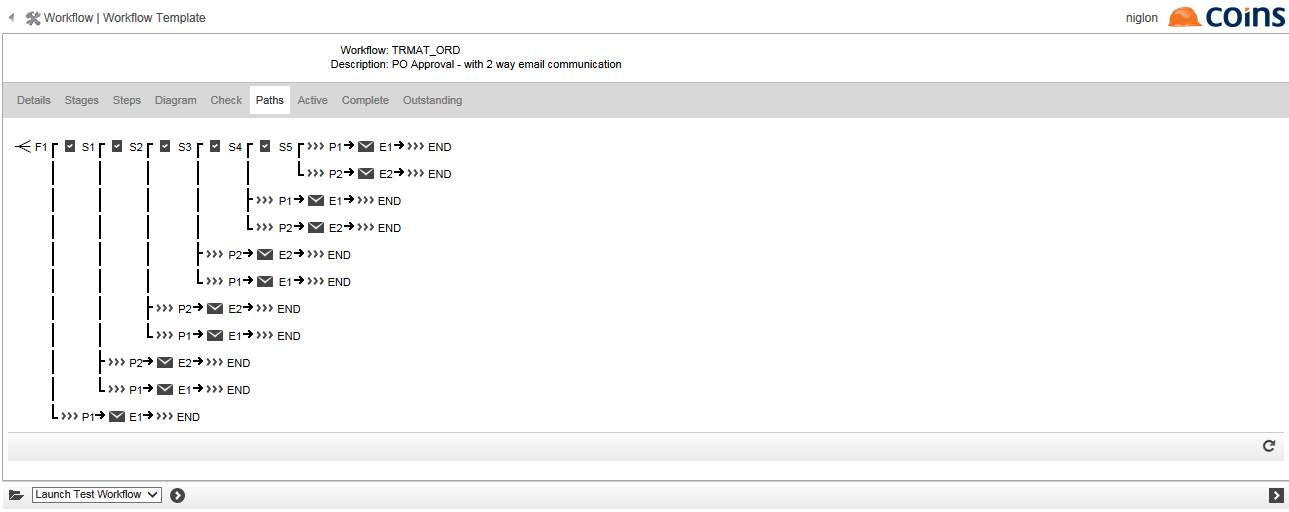 Workflow | Workflow Template
niglon
coins
Workflow: TRMAT_ORD
Description: PO Approval - with 2 way email communication
Details Stages Steps Diagram Check Paths Active Complete Outstanding
F1 S1 S2 S3 S4 S5 P1 E1 END
P2 E2 END
P1 E1 END
P2 E2 END
P2 E2 END
P1 E1 END
P2 E2 END
P1 E1 END
P2 E2 END
P1 E1 END
P1 E1 END
Launch Test Workflow